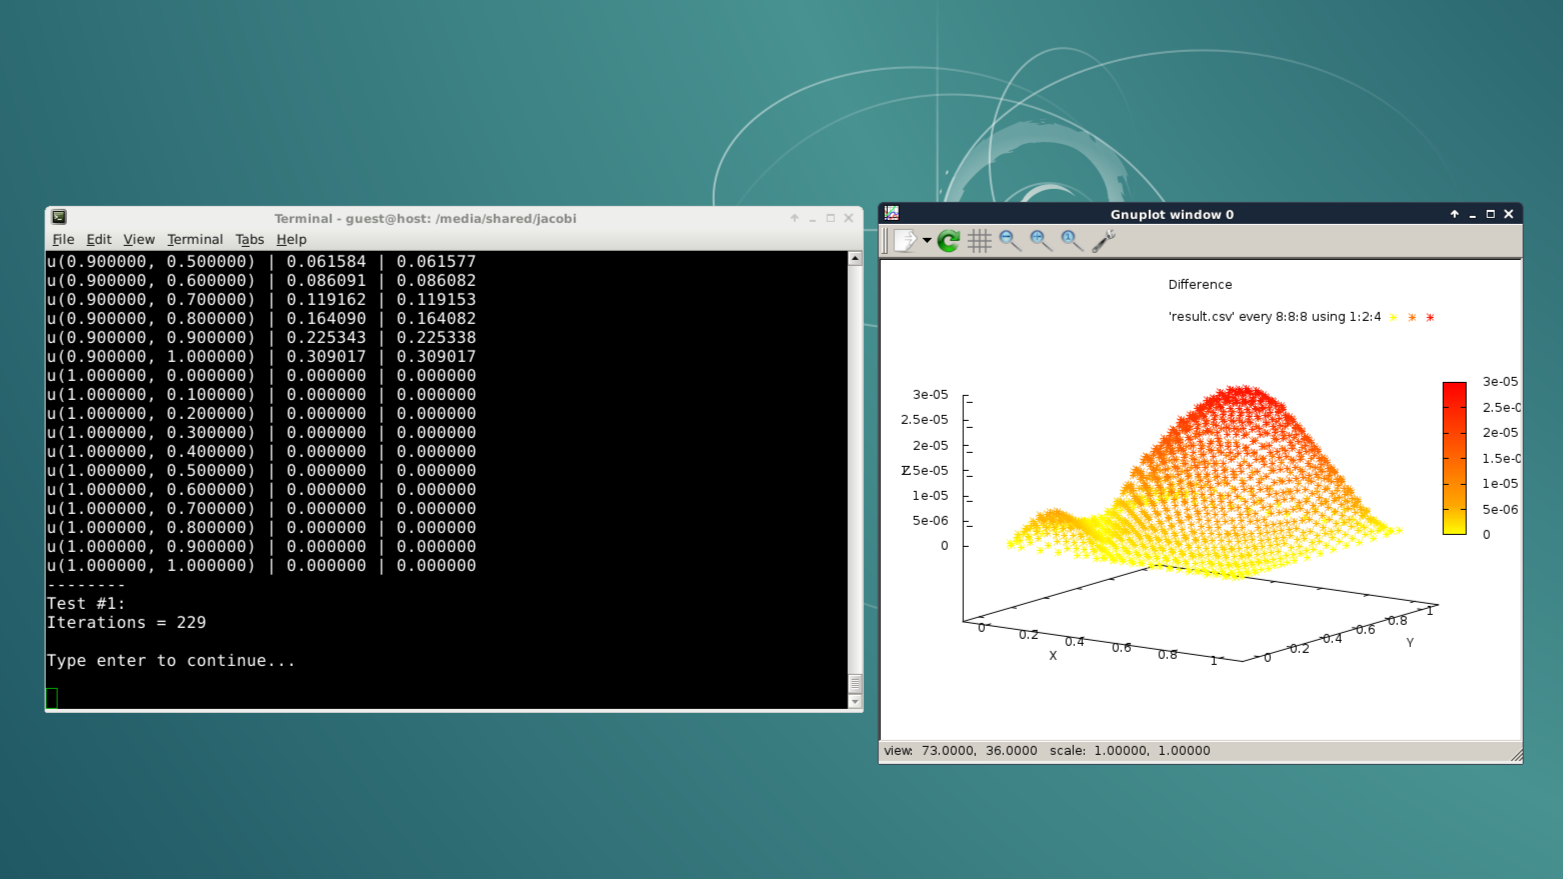 Terminal - guest@host: /media/shared/jacobi
File Edit View Terminal Tabs Help
u(0.900000, 0.500000) | 0.061584 | 0.061577
u(0.900000, 0.600000) | 0.086091 | 0.086082
u(0.900000, 0.700000) | 0.119162 | 0.119153
u(0.900000, 0.800000) | 0.164090 | 0.164082
u(0.900000, 0.900000) | 0.225343 | 0.225338
u(0.900000, 1.000000) | 0.309017 | 0.309017
u(1.000000, 0.000000) | 0.000000 | 0.000000
u(1.000000, 0.100000) | 0.000000 | 0.000000
u(1.000000, 0.200000) | 0.000000 | 0.000000
u(1.000000, 0.300000) | 0.000000 | 0.000000
u(1.000000, 0.400000) | 0.000000 | 0.000000
u(1.000000, 0.500000) | 0.000000 | 0.000000
u(1.000000, 0.600000) | 0.000000 | 0.000000
u(1.000000, 0.700000) | 0.000000 | 0.000000
u(1.000000, 0.800000) | 0.000000 | 0.000000
u(1.000000, 0.900000) | 0.000000 | 0.000000
u(1.000000, 1.000000) | 0.000000 | 0.000000
--------
Test #1:
Iterations = 229
Type enter to continue...
Gnuplot window 0
Difference
'result.csv' every 8:8:8 using 1:2:4
3e-05
2.5e-05
2e-05
Z
1.5e-05
1e-05
5e-06
0
0
0.2
0.4
0.6
0.8
1
X
0
0.2
0.4
0.6
0.8
1
Y
3e-05
2.5e-0
2e-05
1.5e-0
1e-05
5e-06
0
view: 73.0000, 36.0000 scale: 1.00000, 1.00000